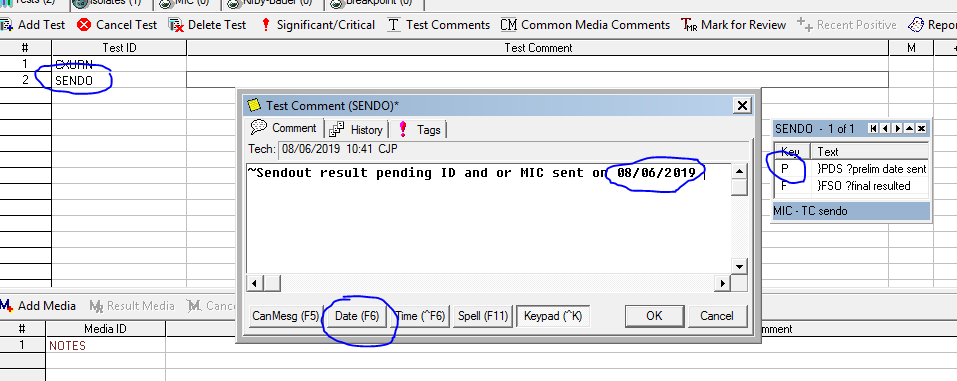 Tests (2) Isolates (1) MIC (0) Kirby-Bauer (0) Breakpoint (0)
Add Test Cancel Test Delete Test Significant/Critical Test Comments Common Media Comments Mark for Review Recent Positive Repor
# Test ID Test Comment M
1 CXURN
2 SENDO
Test Comment (SENDO)*
Comment History Tags
Tech: 08/06/2019 10:41 CJP
~Sendout result pending ID and or MIC sent on 08/06/2019
CanMesg (F5) Date (F6) Time (^F6) Spell (F11) Keypad (^K) OK Cancel
SENDO - 1 of 1
Key Text
P }PDS ?prelim date sent
F }FSO ?final resulted
MIC - TC sendo
Add Media Result Media Canc
# Media ID mment
1 NOTES